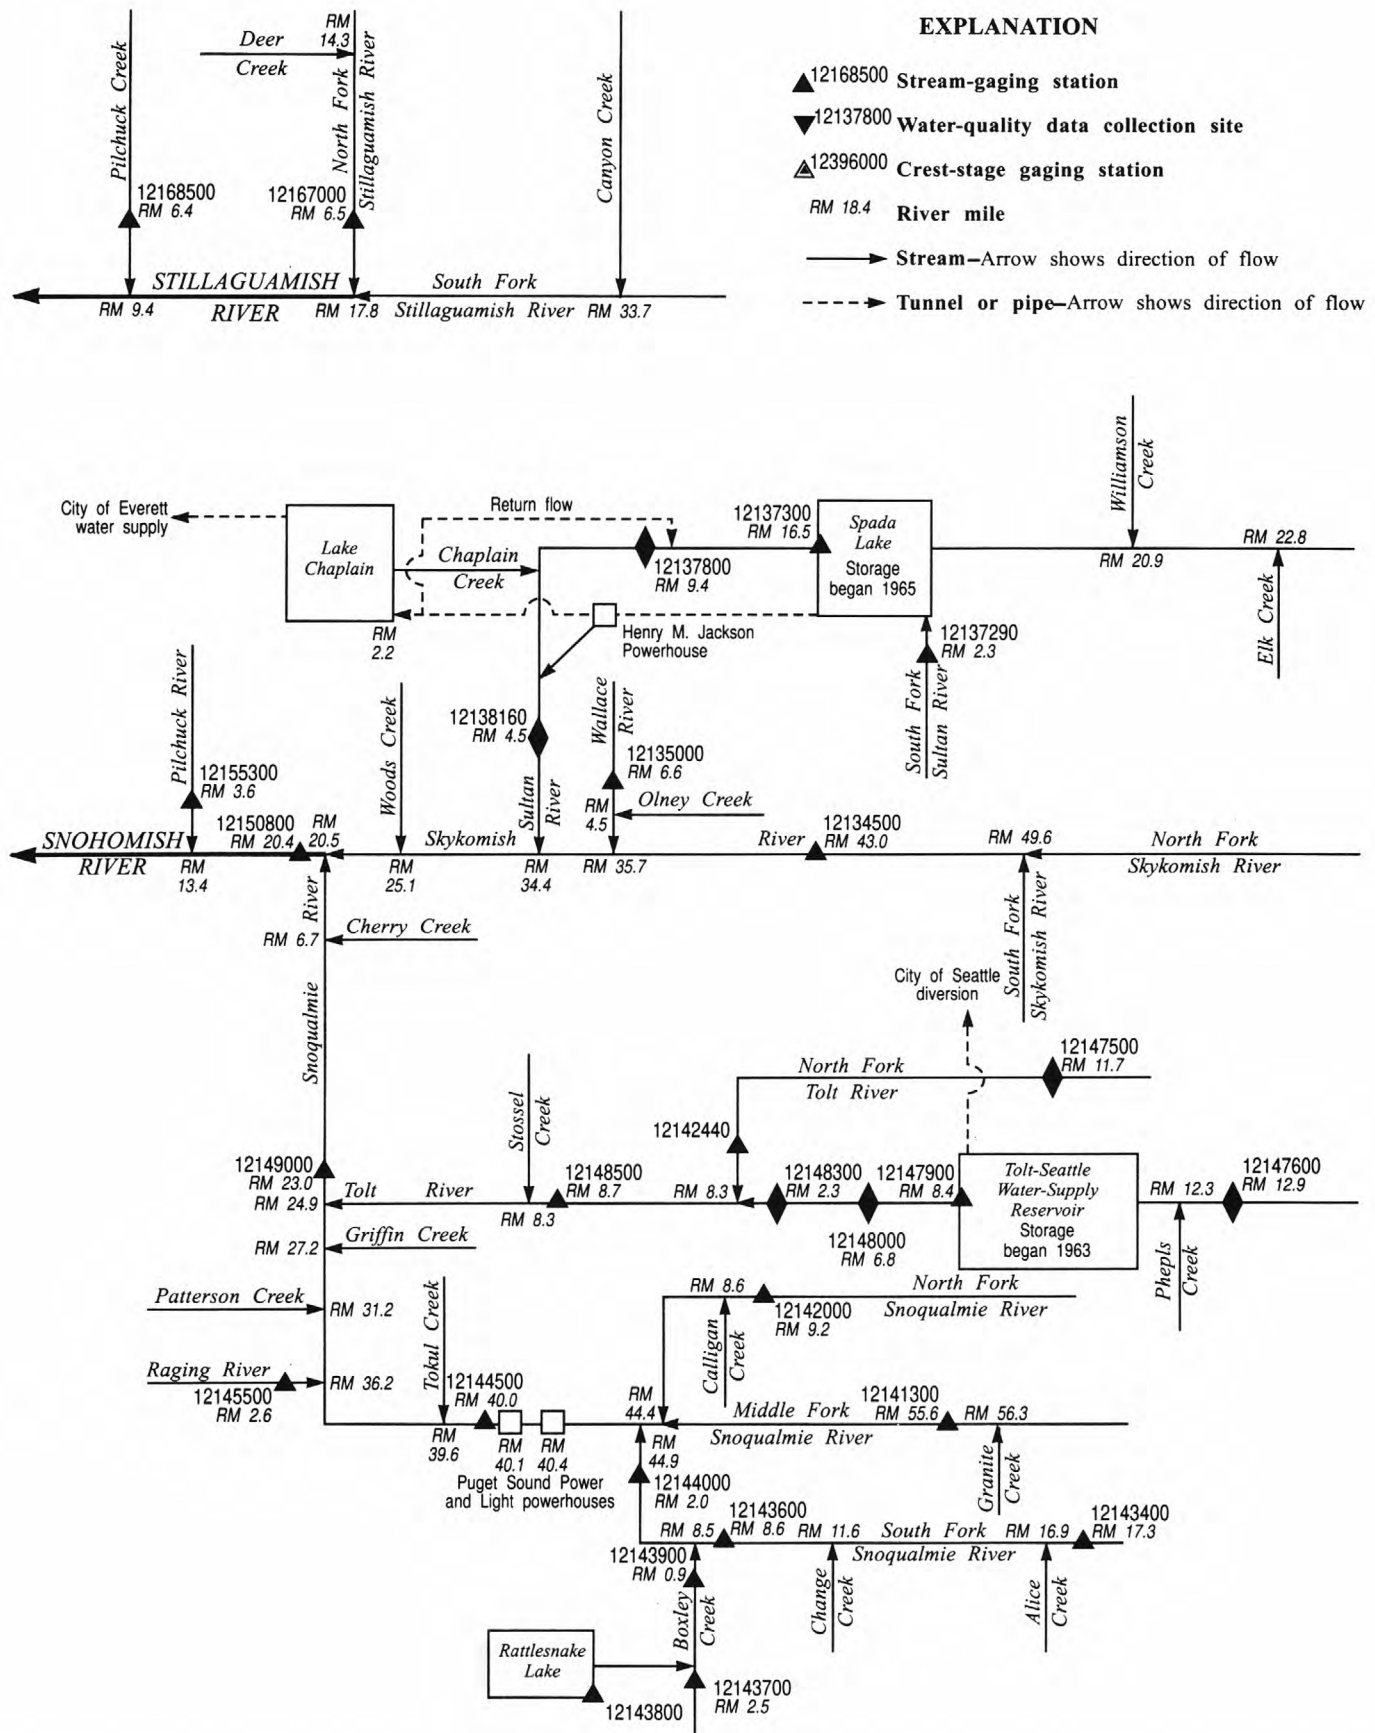 EXPLANATION
12168500 Stream-gaging station
12137800 Water-quality data collection site
12396000 Crest-stage gaging station
RM 18.4 River mile
Stream–Arrow shows direction of flow
Tunnel or pipe–Arrow shows direction of flow
Pilchuck Creek
Deer
Creek
RM
14.3
North Fork
Stillaguamish River
Canyon Creek
12168500
RM 6.4
12167000
RM 6.5
STILLAGUAMISH
RIVER
South Fork
Stillaguamish River
RM 9.4
RM 17.8
RM 33.7
Williamson
Creek
City of Everett
water supply
Lake
Chaplain
Return flow
Chaplain
Creek
12137800
RM 9.4
12137300
RM 16.5
Spada
Lake
Storage
began 1965
RM 20.9
RM 22.8
Elk Creek
RM
2.2
Henry M. Jackson
Powerhouse
12137290
RM 2.3
South Fork
Sultan River
Pilchuck River
12155300
RM 3.6
Woods Creek
12138160
RM 4.5
Sultan
River
Wallace
River
12135000
RM 6.6
RM
4.5
Olney Creek
SNOHOMISH
RIVER
12150800
RM 20.4
RM
20.5
Skykomish
River
12134500
RM 43.0
RM 49.6
North Fork
Skykomish River
RM
13.4
RM
25.1
RM
34.4
RM 35.7
South Fork
Skykomish River
Snoqualmie
River
RM 6.7
Cherry Creek
City of Seattle
diversion
12147500
RM 11.7
North Fork
Tolt River
Stossel
Creek
12142440
12149000
RM 23.0
RM 24.9
Tolt River
12148500
RM 8.7
RM 8.3
RM 8.3
12148300
RM 2.3
12147900
RM 8.4
12148000
RM 6.8
Tolt-Seattle
Water-Supply
Reservoir
Storage
began 1963
RM 12.3
12147600
RM 12.9
Phepls
Creek
RM 27.2
Griffin Creek
Patterson Creek
RM 31.2
RM 8.6
North Fork
Snoqualmie River
12142000
RM 9.2
Calligan
Creek
Raging River
12145500
RM 2.6
RM 36.2
Tokul Creek
12144500
RM 40.0
RM
39.6
RM
40.1
RM
40.4
Puget Sound Power
and Light powerhouses
RM
44.4
RM
44.9
Middle Fork
Snoqualmie River
12141300
RM 55.6
RM 56.3
Granite
Creek
12144000
RM 2.0
RM 8.5
12143600
RM 8.6
RM 11.6
South Fork
Snoqualmie River
RM 16.9
12143400
RM 17.3
12143900
RM 0.9
Boxley
Creek
Change
Creek
Alice
Creek
Rattlesnake
Lake
12143800
12143700
RM 2.5